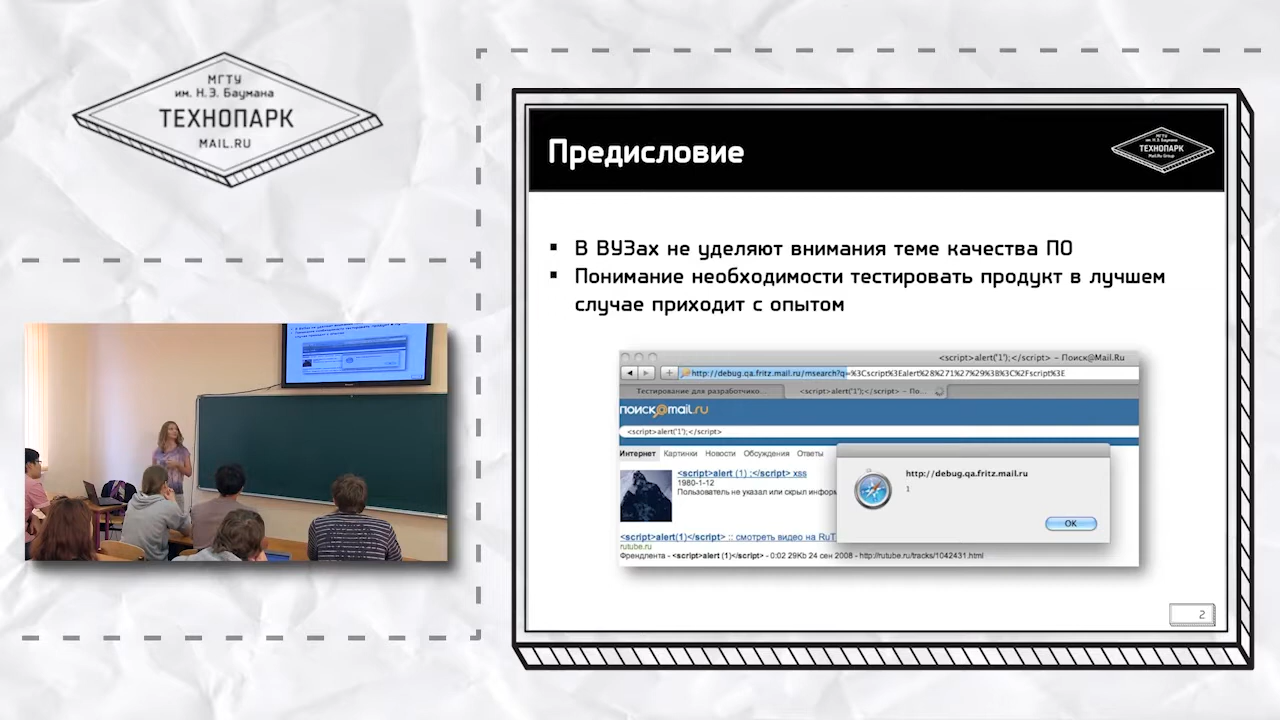 МГТУ
им. Н.Э. Баумана
ТЕХНОПАРК
MAIL.RU
Предисловие
МГТУ
им. Н.Э. Баумана
ТЕХНОПАРК
Mail.Ru Group
▪ В ВУЗах не уделяют внимания теме качества ПО
▪ Понимание необходимости тестировать продукт в лучшем
случае приходит с опытом
<script>alert('1');</script> – Поиск@Mail.Ru
http://debug.qa.fritz.mail.ru/msearch?q=%3Cscript%3Ealert%28%271%27%29%3B%3C%2Fscript%3E
Тестирование для разработчико...
<script>alert('1');</script> – По...
поиск@mail.ru
<script>alert('1');</script>
Интернет Картинки Новости Обсуждения Ответы
<script>alert (1) ;</script> xss
1980-1-12
Пользователь не указал или скрыл информ
http://debug.qa.fritz.mail.ru
1
OK
<script>alert(1)</script> :: смотреть видео на RuT
rutube.ru
Френдлента - <script>alert (1)</script> - 0:02 29Kb 24 сен 2008 - http://rutube.ru/tracks/1042431.html
2